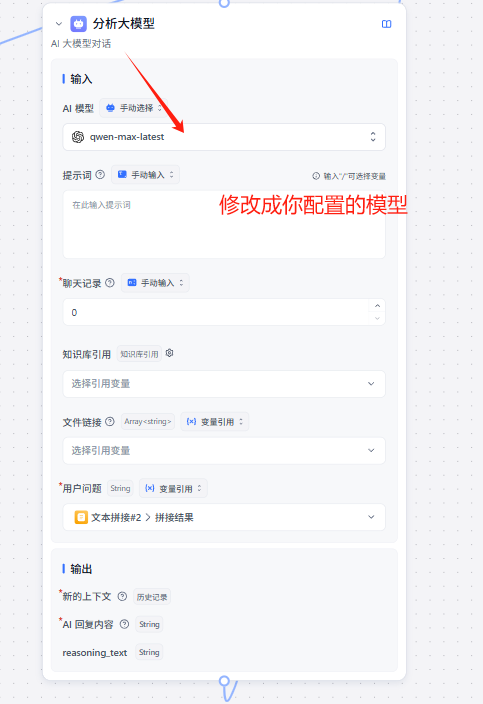 分析大模型
AI 大模型对话
输入
AI 模型 手动选择
qwen-max-latest
提示词 手动输入 输入"/"可选择变量
在此输入提示词
修改成你配置的模型
*聊天记录 手动输入
0
知识库引用 知识库引用
选择引用变量
文件链接 Array<string> {x} 变量引用
选择引用变量
*用户问题 String {x} 变量引用
文本拼接#2 > 拼接结果
输出
*新的上下文 历史记录
*AI 回复内容 String
reasoning_text String